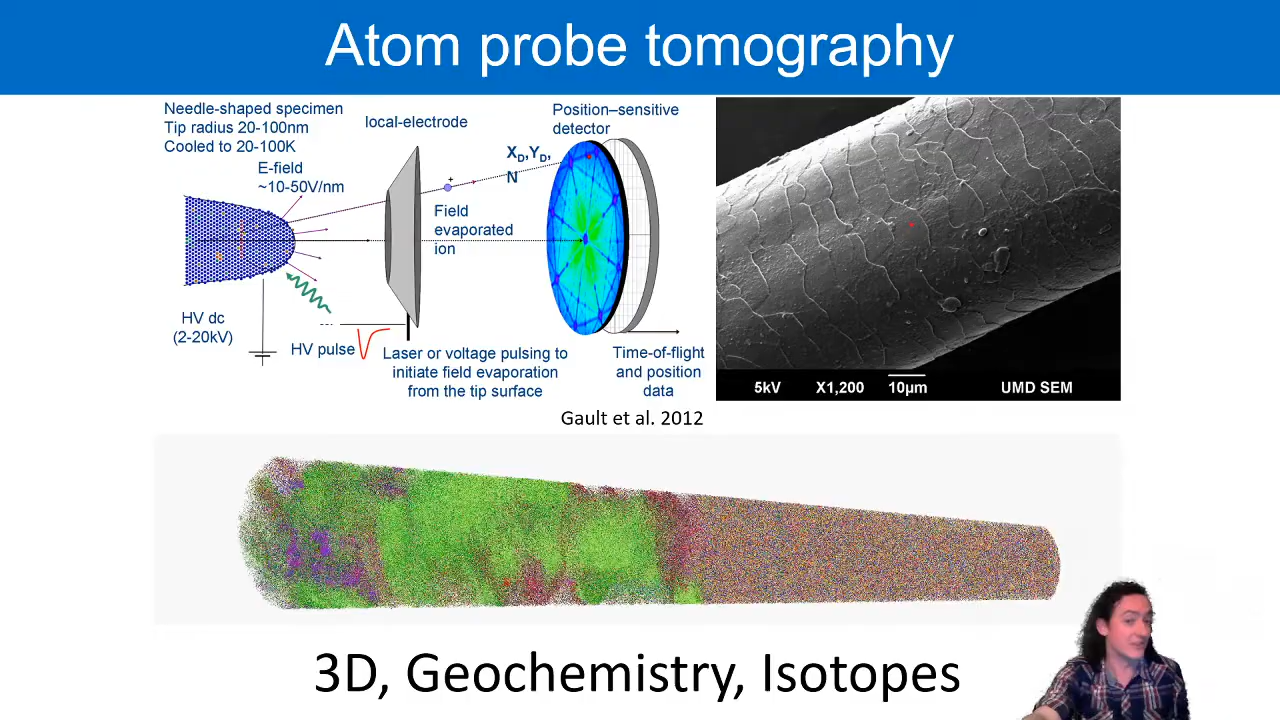 Atom probe tomography
Needle-shaped specimen
Tip radius 20-100nm
Cooled to 20-100K
E-field
~10-50V/nm
local-electrode
Position–sensitive
detector
XD,YD,
N
+
Field
evaporated
ion
HV dc
(2-20kV)
HV pulse
Laser or voltage pulsing to
initiate field evaporation
from the tip surface
Time-of-flight
and position
data
Gault et al. 2012
5kV X1,200 10µm UMD SEM
3D, Geochemistry, Isotopes